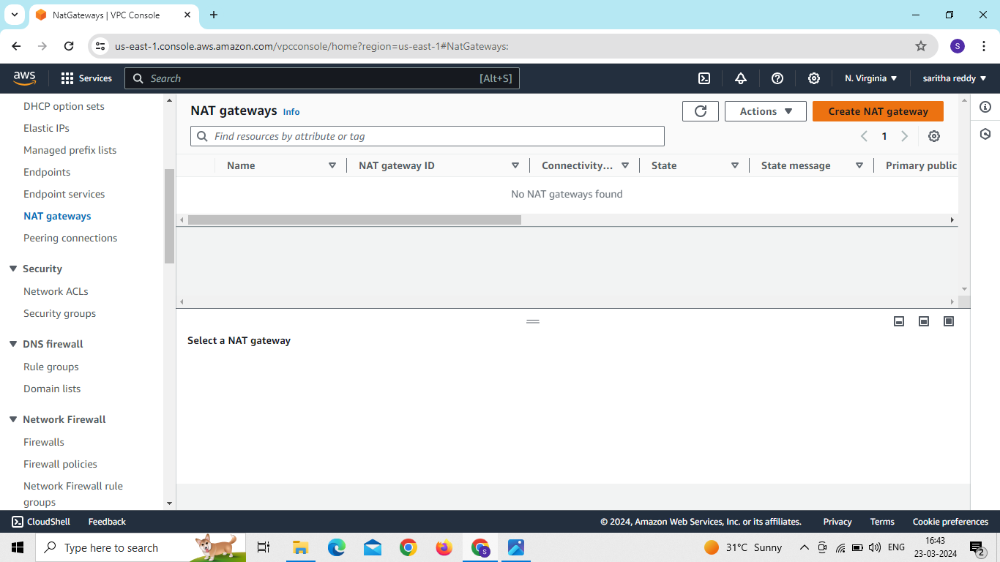 NatGateways | VPC Console
us-east-1.console.aws.amazon.com/vpcconsole/home?region=us-east-1#NatGateways:
S
aws
Services
Search
[Alt+S]
N. Virginia
saritha reddy
DHCP option sets
Elastic IPs
Managed prefix lists
Endpoints
Endpoint services
NAT gateways
Peering connections
Security
Network ACLs
Security groups
DNS firewall
Rule groups
Domain lists
Network Firewall
Firewalls
Firewall policies
Network Firewall rule
groups
NAT gateways Info
Actions
Create NAT gateway
Find resources by attribute or tag
1
Name
NAT gateway ID
Connectivity...
State
State message
Primary public
No NAT gateways found
Select a NAT gateway
CloudShell
Feedback
© 2024, Amazon Web Services, Inc. or its affiliates.
Privacy
Terms
Cookie preferences
Type here to search
S
31°C Sunny
ENG
16:43
23-03-2024
2